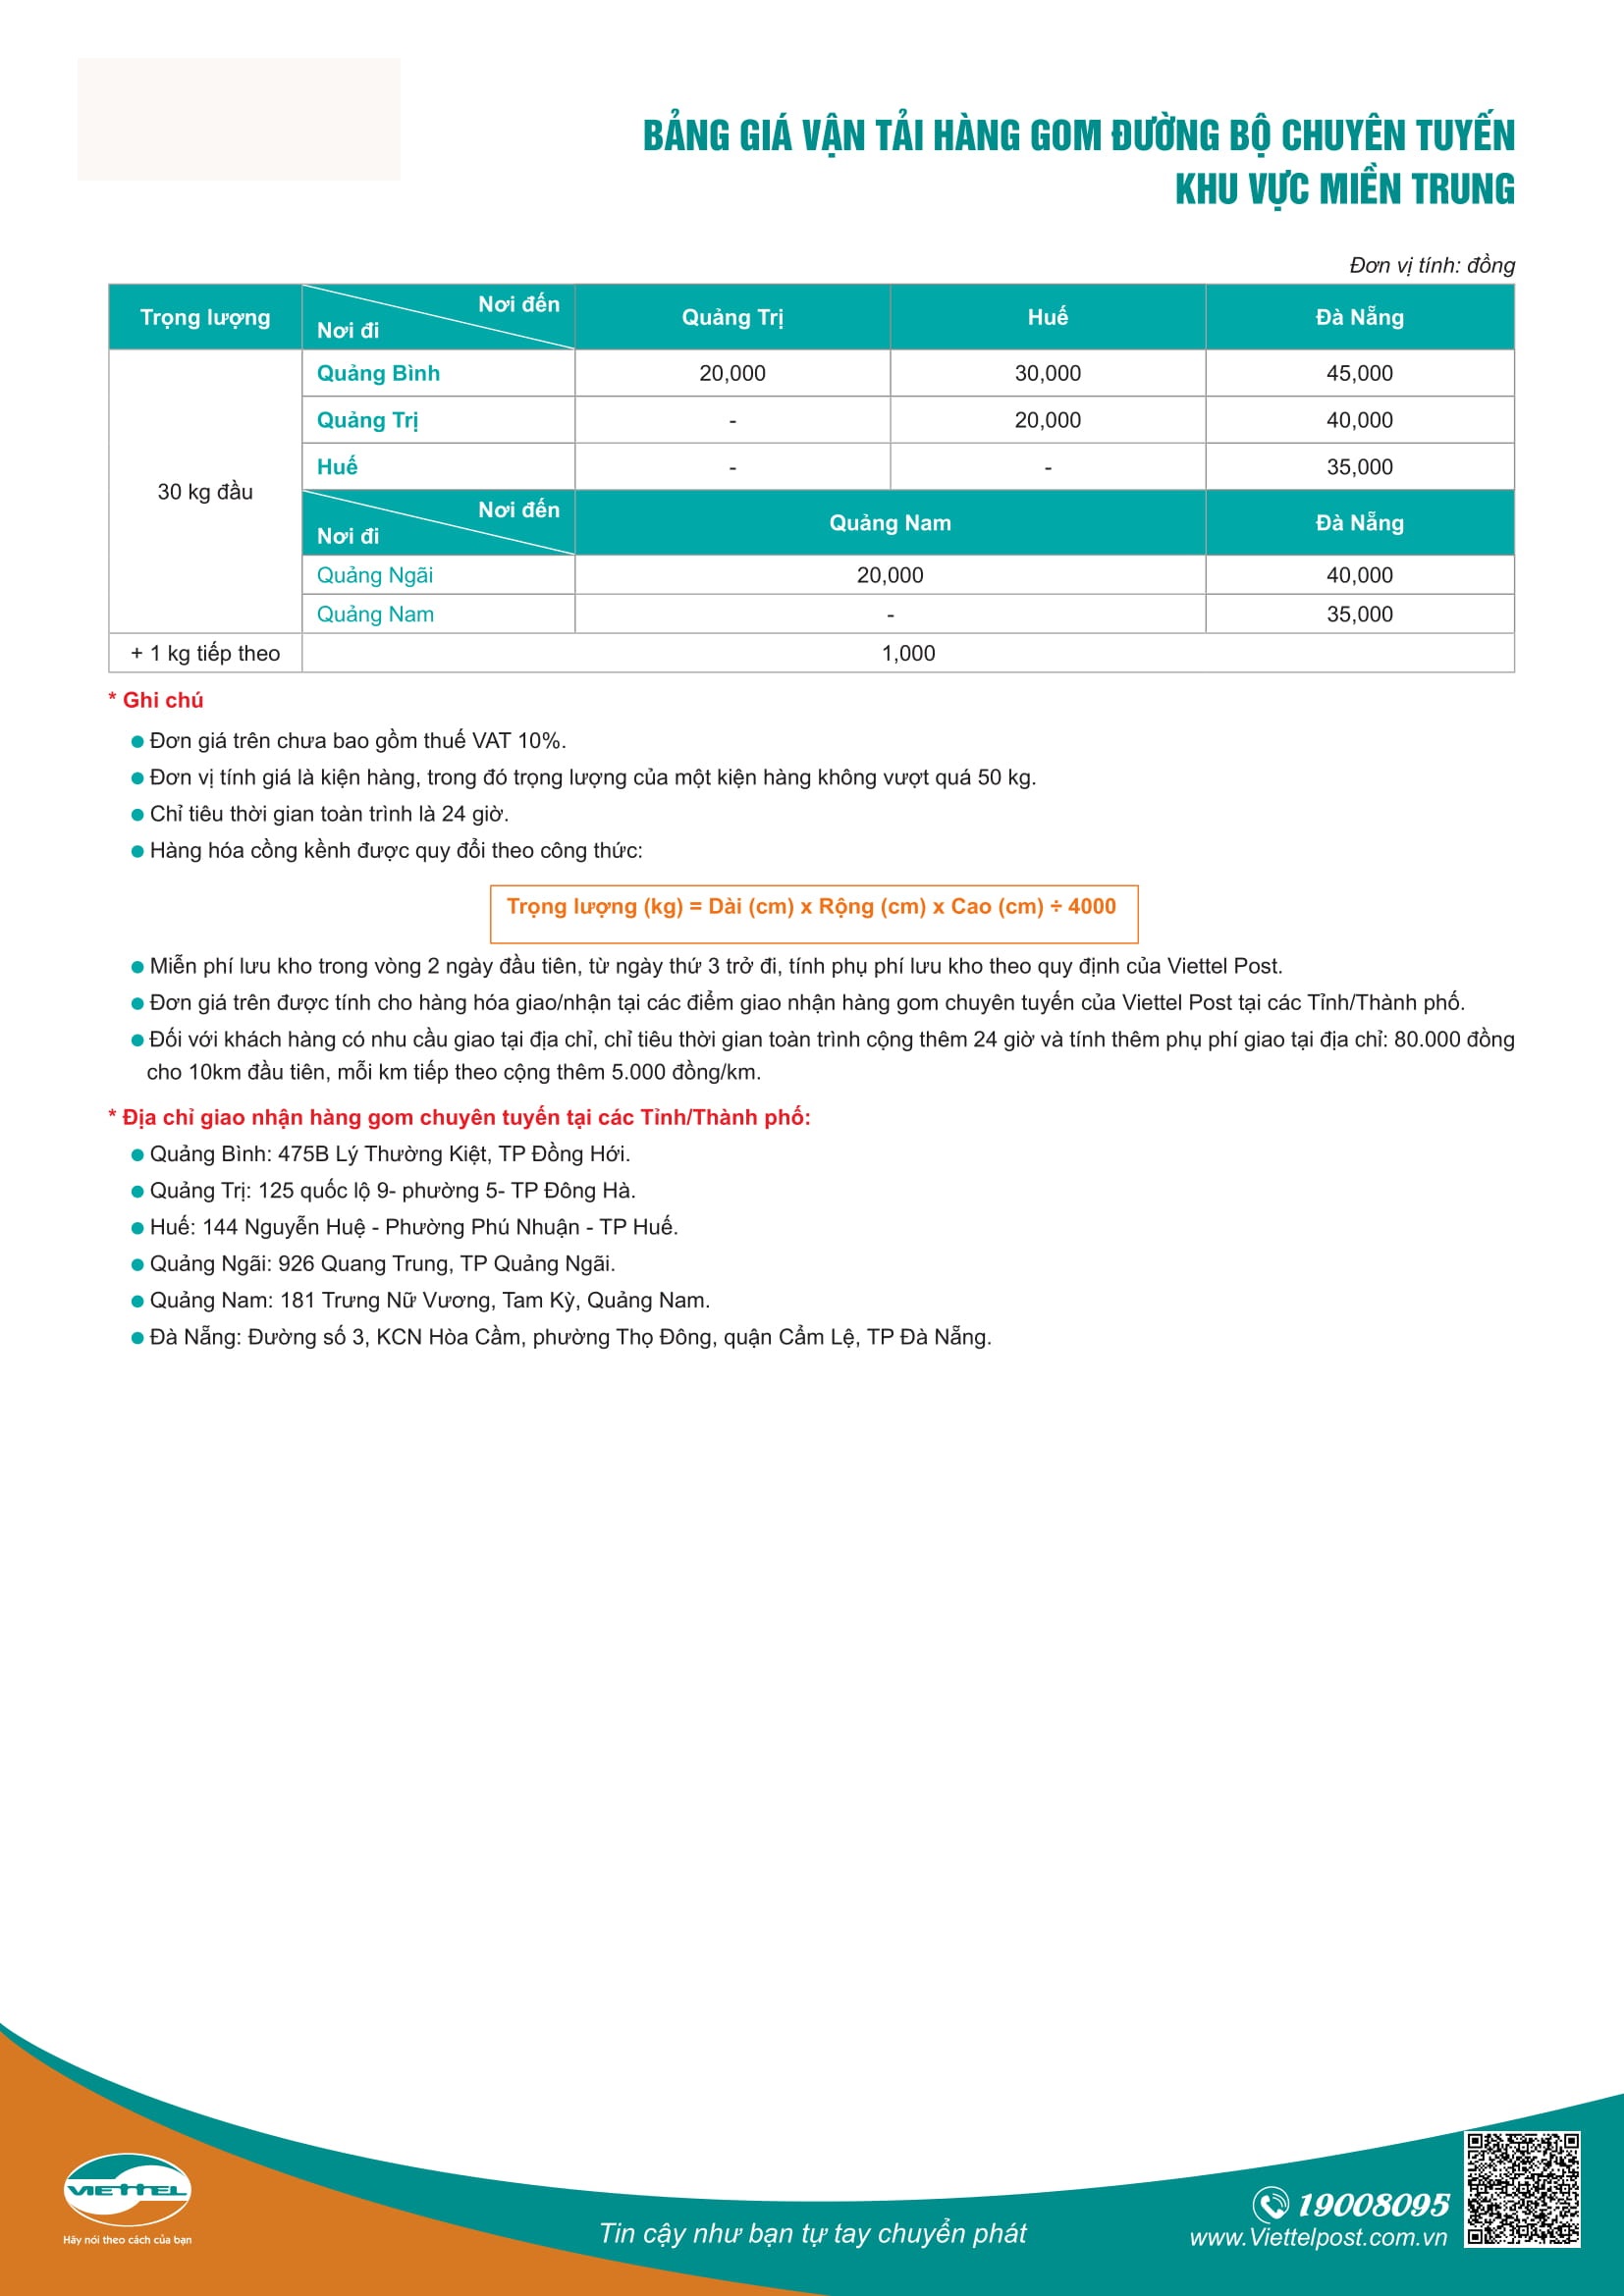 BẢNG GIÁ VẬN TẢI HÀNG GOM ĐƯỜNG BỘ CHUYÊN TUYẾN
KHU VỰC MIỀN TRUNG
Đơn vị tính: đồng
Trọng lượng Nơi đến Nơi đi Quảng Trị Huế Đà Nẵng
Quảng Bình 20,000 30,000 45,000
Quảng Trị - 20,000 40,000
Huế - - 35,000
30 kg đầu
Nơi đến Nơi đi Quảng Nam Đà Nẵng
Quảng Ngãi 20,000 40,000
Quảng Nam - 35,000
+ 1 kg tiếp theo 1,000
* Ghi chú
● Đơn giá trên chưa bao gồm thuế VAT 10%.
● Đơn vị tính giá là kiện hàng, trong đó trọng lượng của một kiện hàng không vượt quá 50 kg.
● Chỉ tiêu thời gian toàn trình là 24 giờ.
● Hàng hóa cồng kềnh được quy đổi theo công thức:
Trọng lượng (kg) = Dài (cm) x Rộng (cm) x Cao (cm) ÷ 4000
● Miễn phí lưu kho trong vòng 2 ngày đầu tiên, từ ngày thứ 3 trở đi, tính phụ phí lưu kho theo quy định của Viettel Post.
● Đơn giá trên được tính cho hàng hóa giao/nhận tại các điểm giao nhận hàng gom chuyên tuyến của Viettel Post tại các Tỉnh/Thành phố.
● Đối với khách hàng có nhu cầu giao tại địa chỉ, chỉ tiêu thời gian toàn trình cộng thêm 24 giờ và tính thêm phụ phí giao tại địa chỉ: 80.000 đồng
cho 10km đầu tiên, mỗi km tiếp theo cộng thêm 5.000 đồng/km.
* Địa chỉ giao nhận hàng gom chuyên tuyến tại các Tỉnh/Thành phố:
● Quảng Bình: 475B Lý Thường Kiệt, TP Đồng Hới.
● Quảng Trị: 125 quốc lộ 9- phường 5- TP Đông Hà.
● Huế: 144 Nguyễn Huệ - Phường Phú Nhuận - TP Huế.
● Quảng Ngãi: 926 Quang Trung, TP Quảng Ngãi.
● Quảng Nam: 181 Trưng Nữ Vương, Tam Kỳ, Quảng Nam.
● Đà Nẵng: Đường số 3, KCN Hòa Cầm, phường Thọ Đông, quận Cẩm Lệ, TP Đà Nẵng.
VIETTEL
Hãy nói theo cách của bạn
Tin cậy như bạn tự tay chuyển phát
19008095
www.Viettelpost.com.vn